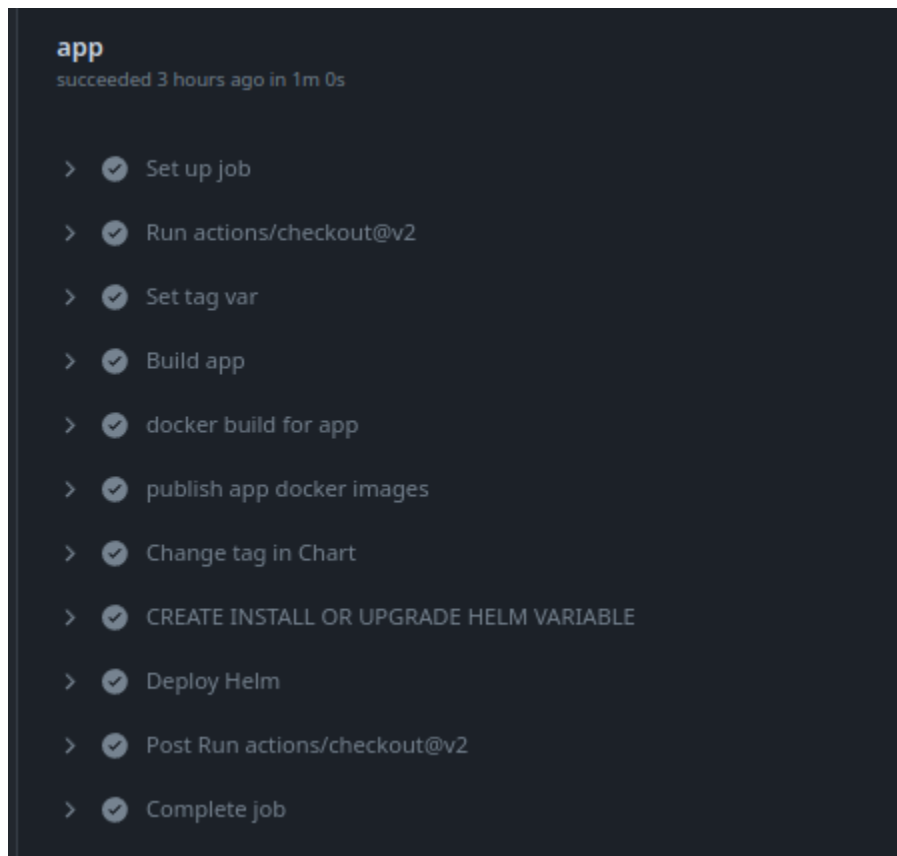 app
succeeded 3 hours ago in 1m 0s
Set up job
Run actions/checkout@v2
Set tag var
Build app
docker build for app
publish app docker images
Change tag in Chart
CREATE INSTALL OR UPGRADE HELM VARIABLE
Deploy Helm
Post Run actions/checkout@v2
Complete job